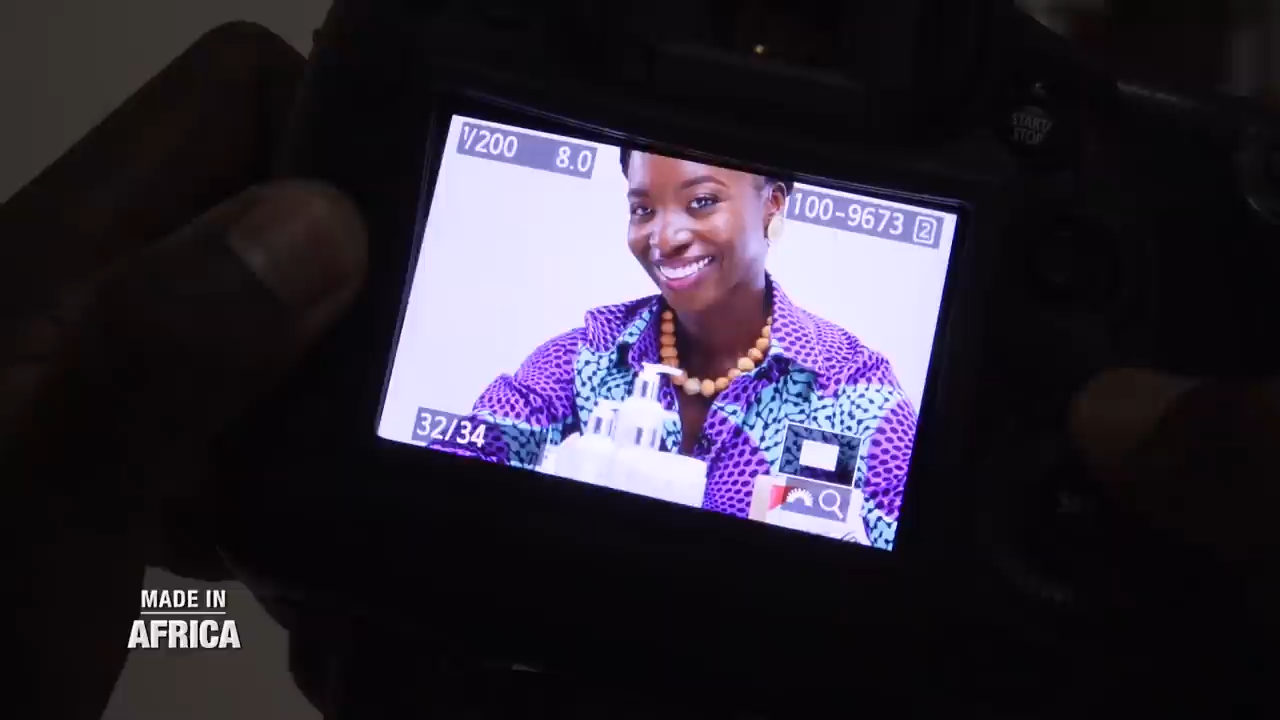 1/200 8.0
100-9673 2
START/
STOP
32/34
MADE IN
AFRICA